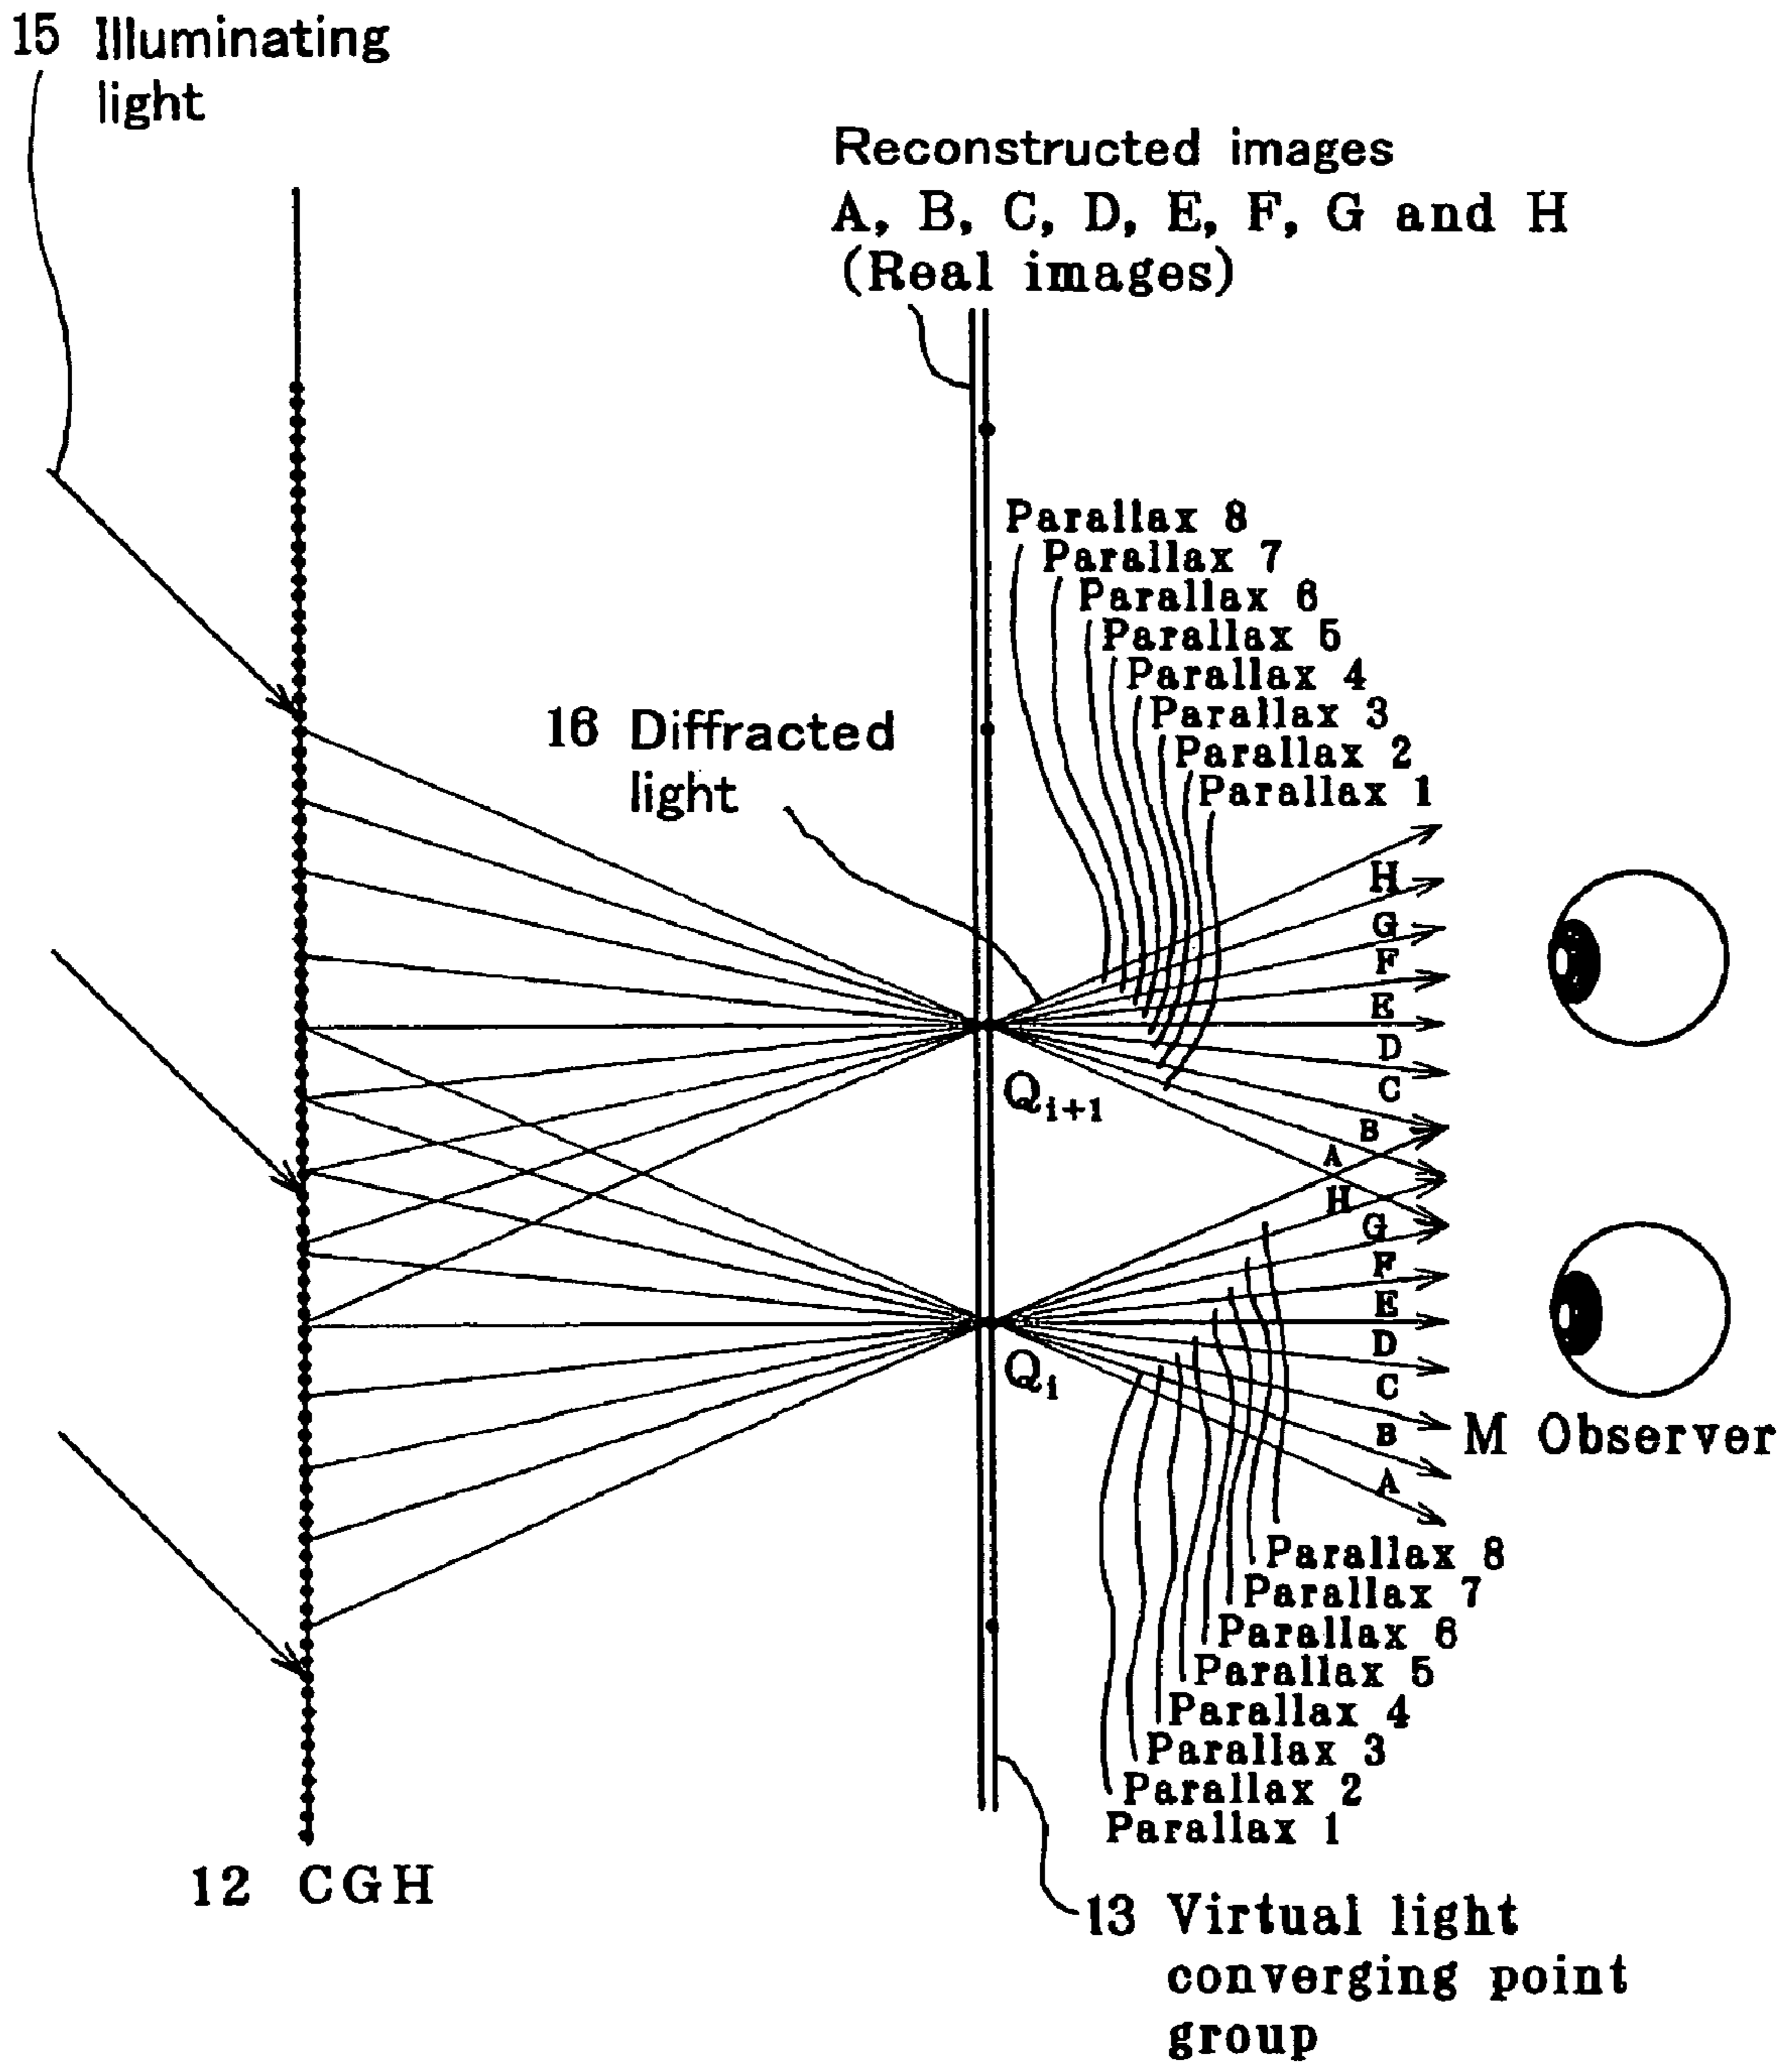 15 Illuminating
light
Reconstructed images
A, B, C, D, E, F, G and H
(Real images)
Parallax 8
Parallax 7
Parallax 6
Parallax 5
Parallax 4
Parallax 3
Parallax 2
Parallax 1
16 Diffracted
light
H
G
F
E
D
C
B
A
Qi+1
H
G
F
E
D
C
B
A
Qi
M Observer
Parallax 8
Parallax 7
Parallax 6
Parallax 5
Parallax 4
Parallax 3
Parallax 2
Parallax 1
12 CGH
13 Virtual light
converging point
group